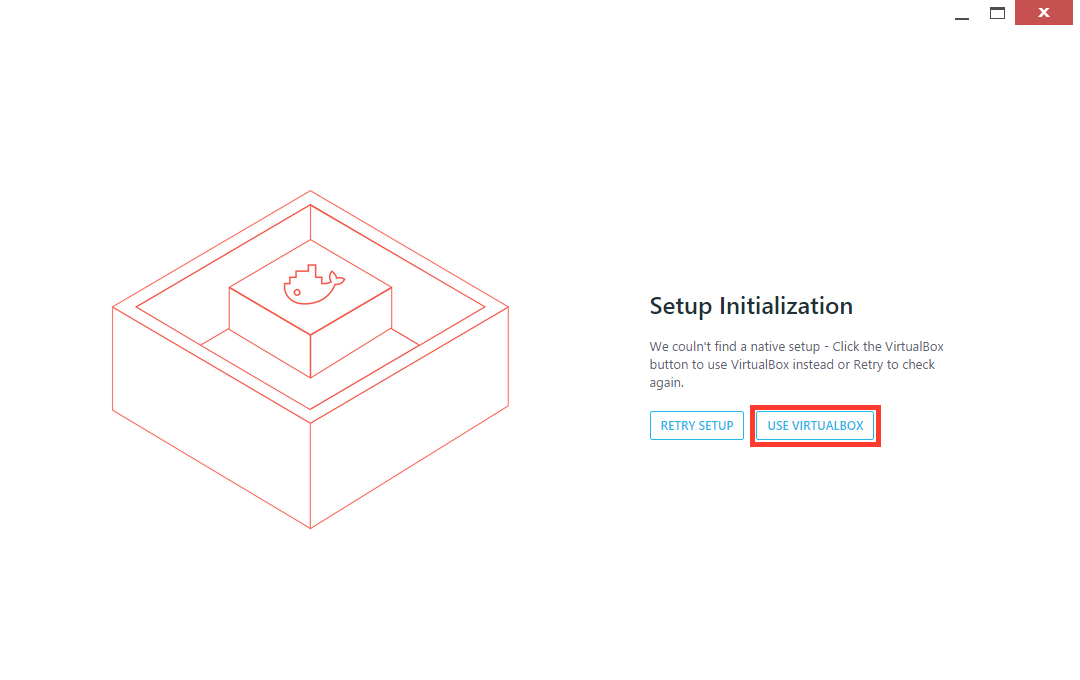 Setup Initialization
We couln't find a native setup - Click the VirtualBox
button to use VirtualBox instead or Retry to check
again.
RETRY SETUP
USE VIRTUALBOX